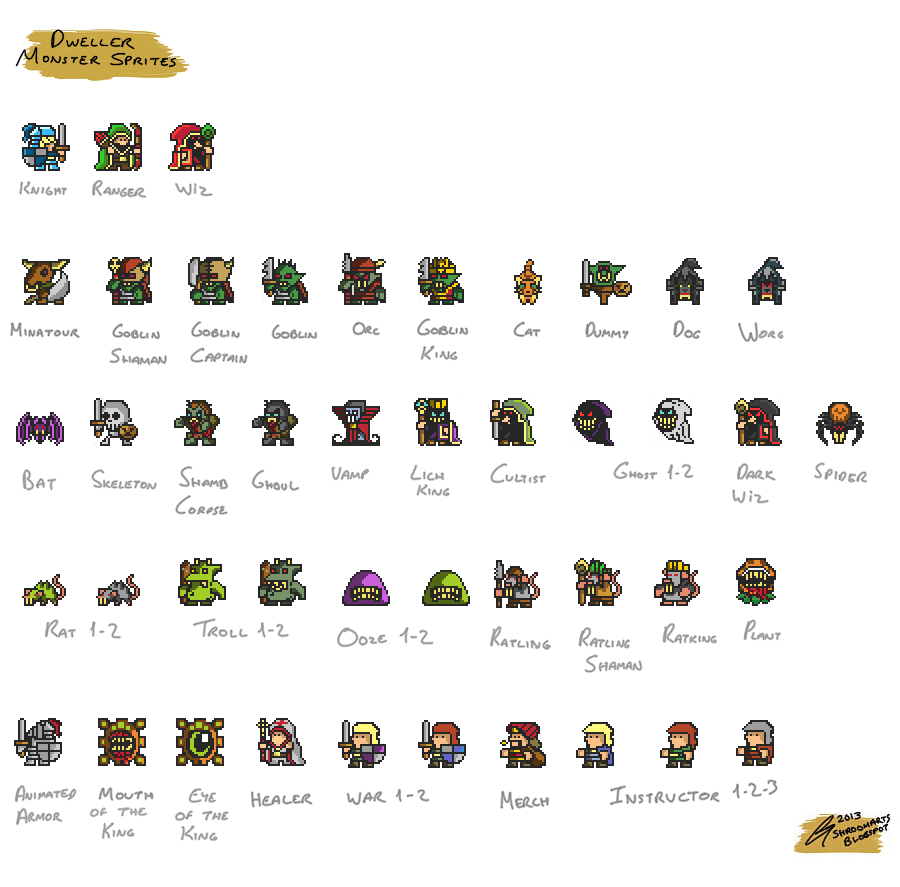 DWELLER
MONSTER SPRITES
KNIGHT RANGER WIZ
MINATOUR GOBLIN SHAMAN GOBLIN CAPTAIN GOBLIN ORC GOBLIN KING CAT DUMMY DOG WORG
BAT SKELETON SHAMB CORPSE GHOUL VAMP LICH KING CULTIST GHOST 1-2 DARK WIZ SPIDER
RAT 1-2 TROLL 1-2 OOZE 1-2 RATLING RATLING SHAMAN RATKING PLANT
ANIMATED ARMOR MOUTH OF THE KING EYE OF THE KING HEALER WAR 1-2 MERCH INSTRUCTOR 1-2-3
2013
SHROOMARTS
BLOGSPOT